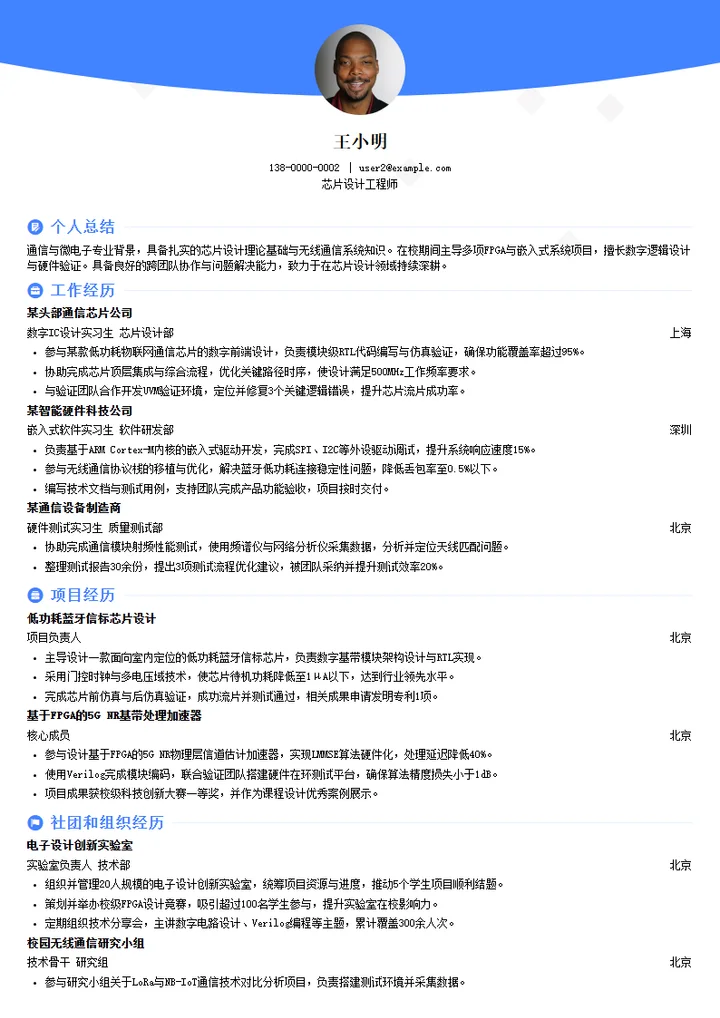 王小明
138-0000-0002 | user2@example.com
芯片设计工程师
个人总结
通信与微电子专业背景，具备扎实的芯片设计理论基础与无线通信系统知识。在校期间主导多项FPGA与嵌入式系统项目，擅长数字逻辑设计
与硬件验证。具备良好的跨团队协作与问题解决能力，致力于在芯片设计领域持续深耕。
工作经历
某头部通信芯片公司
数字IC设计实习生 芯片设计部 上海
• 参与某款低功耗物联网通信芯片的数字前端设计，负责模块级RTL代码编写与仿真验证，确保功能覆盖率超过95%。
• 协助完成芯片顶层集成与综合流程，优化关键路径时序，使设计满足500MHz工作频率要求。
• 与验证团队合作开发UVM验证环境，定位并修复3个关键逻辑错误，提升芯片流片成功率。
某智能硬件科技公司
嵌入式软件实习生 软件研发部 深圳
• 负责基于ARM Cortex-M内核的嵌入式驱动开发，完成SPI、I2C等外设驱动调试，提升系统响应速度15%。
• 参与无线通信协议栈的移植与优化，解决蓝牙低功耗连接稳定性问题，降低丢包率至0.5%以下。
• 编写技术文档与测试用例，支持团队完成产品功能验收，项目按时交付。
某通信设备制造商
硬件测试实习生 质量测试部 北京
• 协助完成通信模块射频性能测试，使用频谱仪与网络分析仪采集数据，分析并定位天线匹配问题。
• 整理测试报告30余份，提出3项测试流程优化建议，被团队采纳并提升测试效率20%。
项目经历
低功耗蓝牙信标芯片设计
项目负责人 北京
• 主导设计一款面向室内定位的低功耗蓝牙信标芯片，负责数字基带模块架构设计与RTL实现。
• 采用门控时钟与多电压域技术，使芯片待机功耗降低至1μA以下，达到行业领先水平。
• 完成芯片前仿真与后仿真验证，成功流片并测试通过，相关成果申请发明专利1项。
基于FPGA的5G NR基带处理加速器
核心成员 北京
• 参与设计基于FPGA的5G NR物理层信道估计加速器，实现LMMSE算法硬件化，处理延迟降低40%。
• 使用Verilog完成模块编码，联合验证团队搭建硬件在环测试平台，确保算法精度损失小于1dB。
• 项目成果获校级科技创新大赛一等奖，并作为课程设计优秀案例展示。
社团和组织经历
电子设计创新实验室
实验室负责人 技术部 北京
• 组织并管理20人规模的电子设计创新实验室，统筹项目资源与进度，推动5个学生项目顺利结题。
• 策划并举办校级FPGA设计竞赛，吸引超过100名学生参与，提升实验室在校影响力。
• 定期组织技术分享会，主讲数字电路设计、Verilog编程等主题，累计覆盖300余人次。
校园无线通信研究小组
技术骨干 研究组 北京
• 参与研究小组关于LoRa与NB-IoT通信技术对比分析项目，负责搭建测试环境并采集数据。